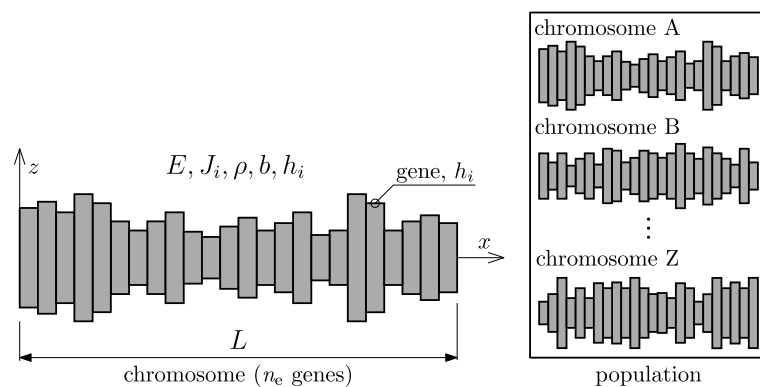 z
E, J_i, ρ, b, h_i
gene, h_i
x
L
chromosome (n_e genes)
chromosome A
chromosome B
⋮
chromosome Z
population